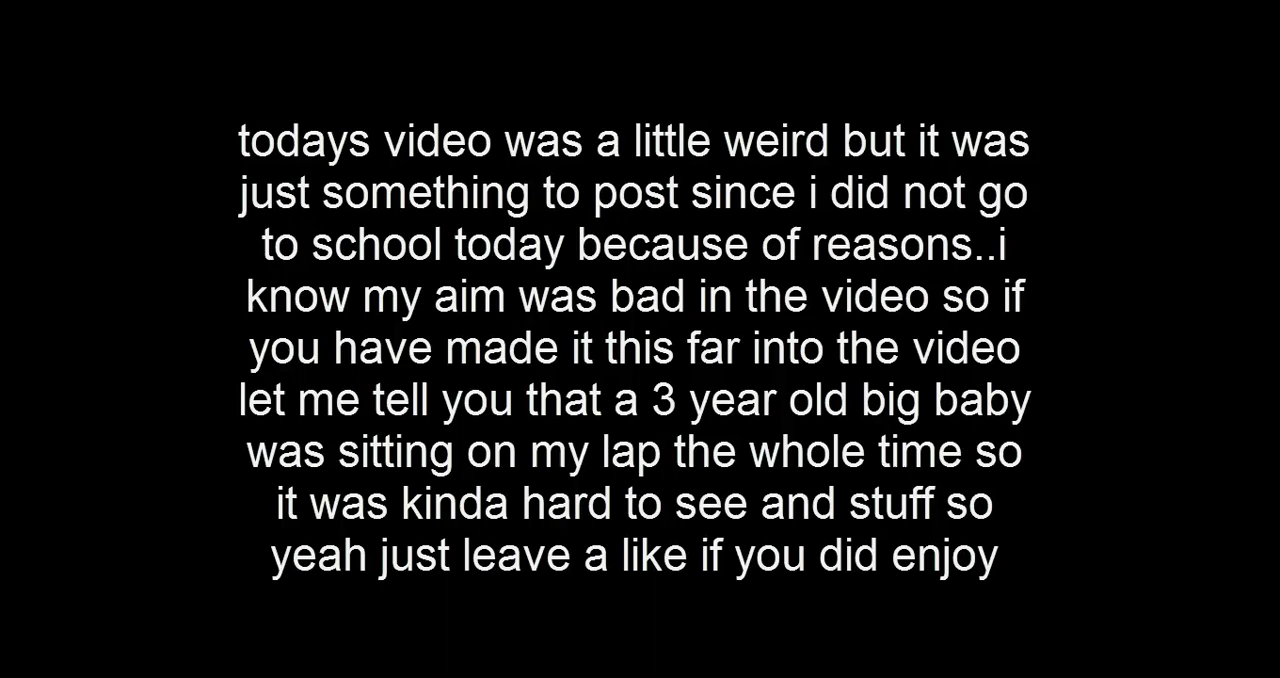 todays video was a little weird but it was
just something to post since i did not go
to school today because of reasons..i
know my aim was bad in the video so if
you have made it this far into the video
let me tell you that a 3 year old big baby
was sitting on my lap the whole time so
it was kinda hard to see and stuff so
yeah just leave a like if you did enjoy